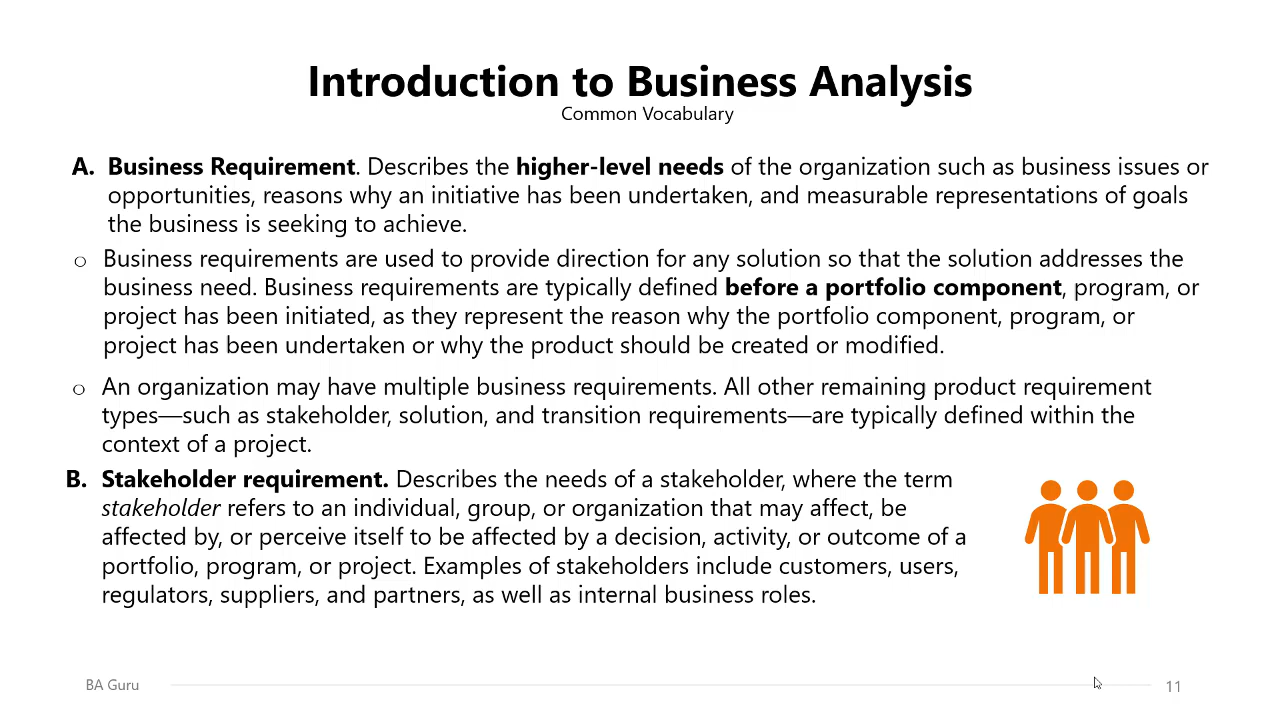 Introduction to Business Analysis
Common Vocabulary
A. Business Requirement. Describes the higher-level needs of the organization such as business issues or
opportunities, reasons why an initiative has been undertaken, and measurable representations of goals
the business is seeking to achieve.
○ Business requirements are used to provide direction for any solution so that the solution addresses the
business need. Business requirements are typically defined before a portfolio component, program, or
project has been initiated, as they represent the reason why the portfolio component, program, or
project has been undertaken or why the product should be created or modified.
○ An organization may have multiple business requirements. All other remaining product requirement
types—such as stakeholder, solution, and transition requirements—are typically defined within the
context of a project.
B. Stakeholder requirement. Describes the needs of a stakeholder, where the term
stakeholder refers to an individual, group, or organization that may affect, be
affected by, or perceive itself to be affected by a decision, activity, or outcome of a
portfolio, program, or project. Examples of stakeholders include customers, users,
regulators, suppliers, and partners, as well as internal business roles.
BA Guru
11